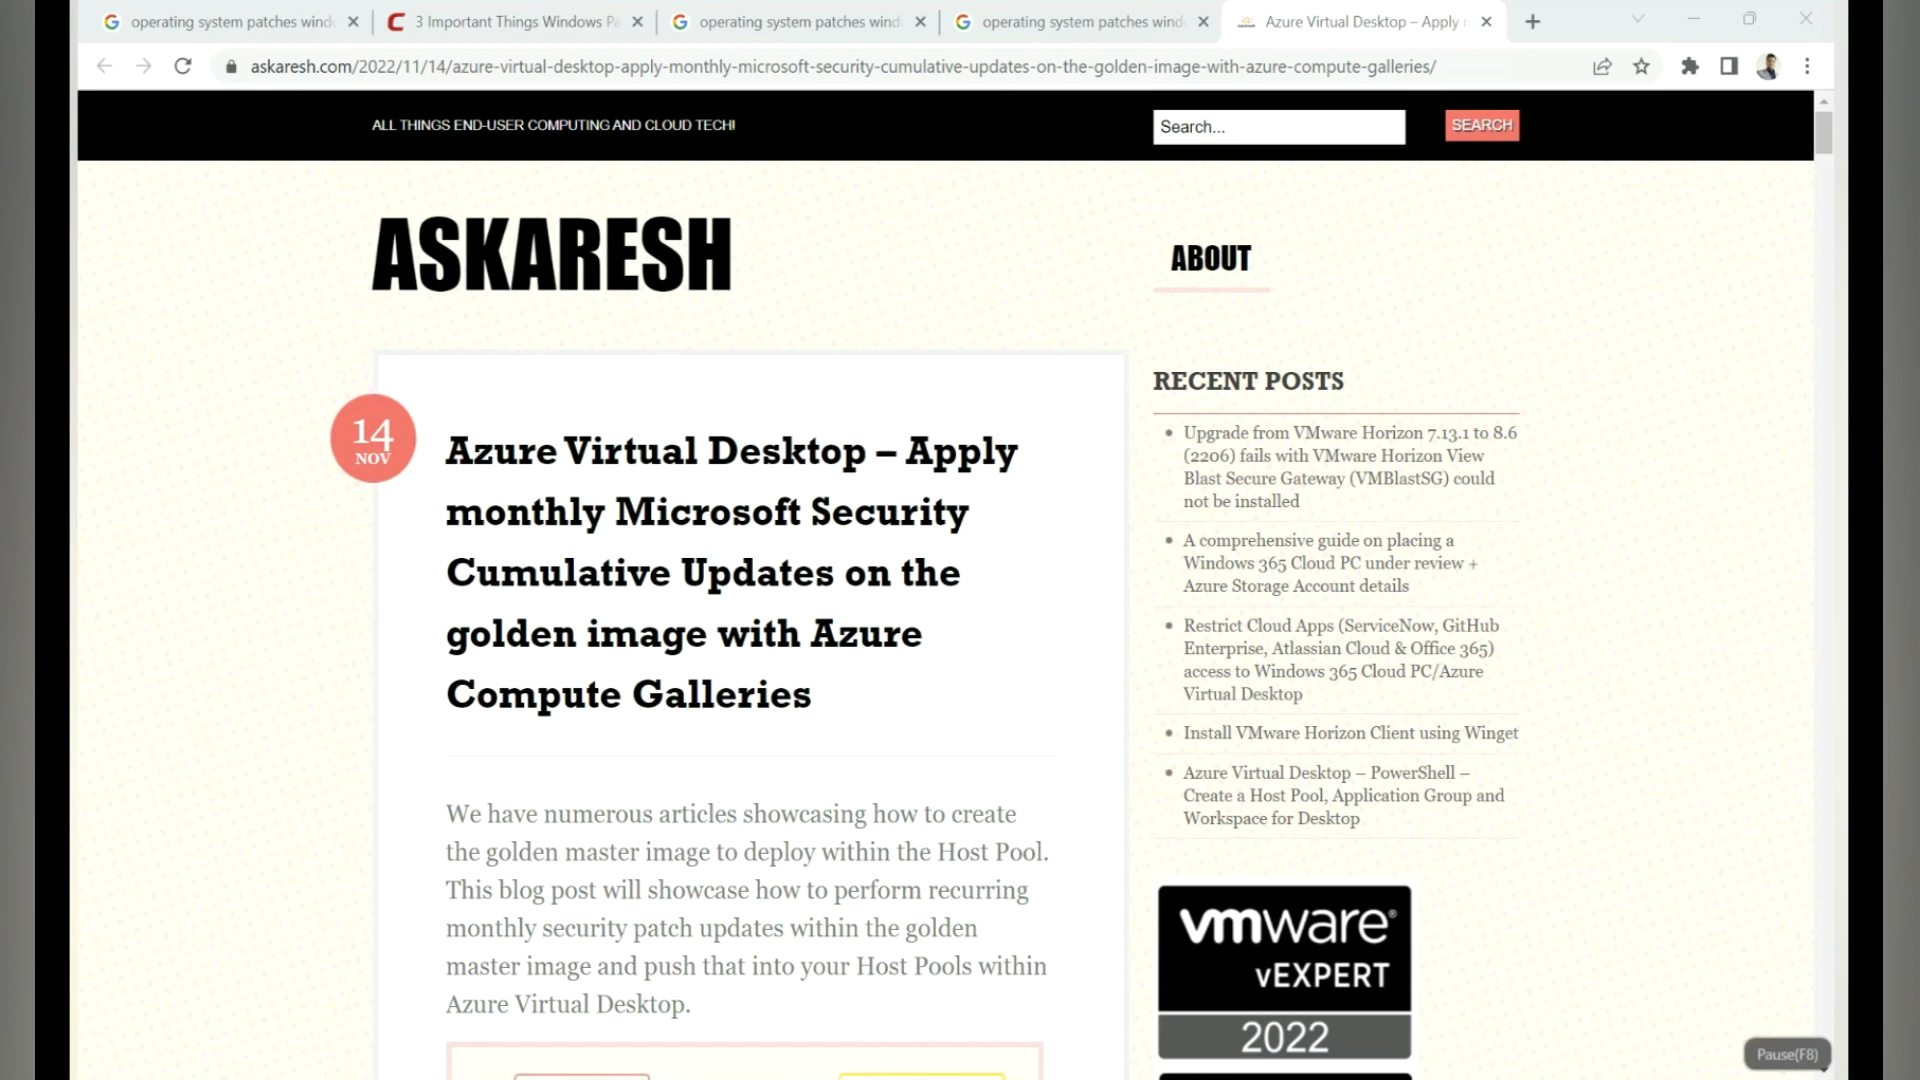 operating system patches wind
3 Important Things Windows Pa
operating system patches wind
operating system patches wind
Azure Virtual Desktop – Apply
askaresh.com/2022/11/14/azure-virtual-desktop-apply-monthly-microsoft-security-cumulative-updates-on-the-golden-image-with-azure-compute-galleries/
ALL THINGS END-USER COMPUTING AND CLOUD TECH!
Search...
SEARCH
ASKARESH
ABOUT
14
NOV
Azure Virtual Desktop – Apply
monthly Microsoft Security
Cumulative Updates on the
golden image with Azure
Compute Galleries
We have numerous articles showcasing how to create
the golden master image to deploy within the Host Pool.
This blog post will showcase how to perform recurring
monthly security patch updates within the golden
master image and push that into your Host Pools within
Azure Virtual Desktop.
RECENT POSTS
Upgrade from VMware Horizon 7.13.1 to 8.6
(2206) fails with VMware Horizon View
Blast Secure Gateway (VMBlastSG) could
not be installed
A comprehensive guide on placing a
Windows 365 Cloud PC under review +
Azure Storage Account details
Restrict Cloud Apps (ServiceNow, GitHub
Enterprise, Atlassian Cloud & Office 365)
access to Windows 365 Cloud PC/Azure
Virtual Desktop
Install VMware Horizon Client using Winget
Azure Virtual Desktop – PowerShell –
Create a Host Pool, Application Group and
Workspace for Desktop
vmware®
vEXPERT
2022
Pause(F8)